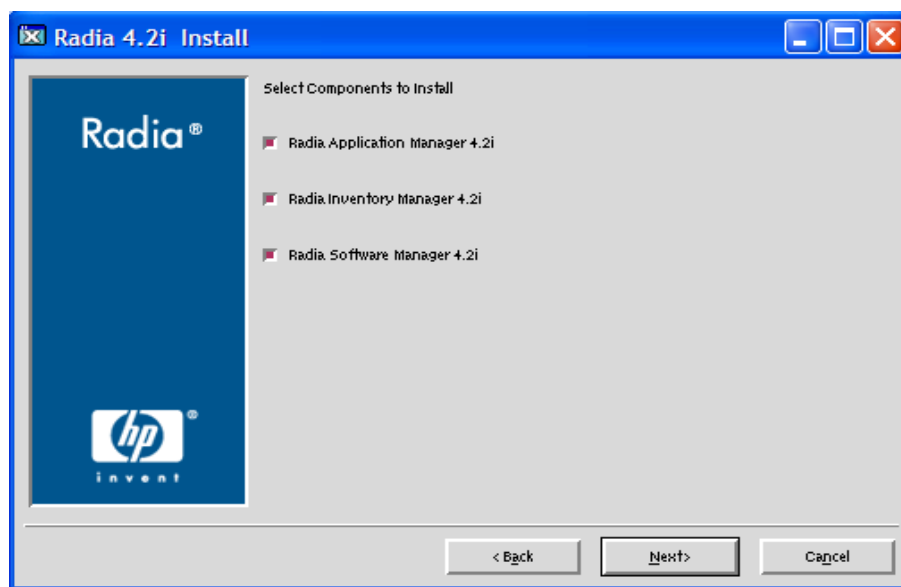 Radia 4.2i Install
Radia®
Select Components to Install
Radia Application Manager 4.2i
Radia Inventory Manager 4.2i
Radia Software Manager 4.2i
hp®
invent
< Back
Next>
Cancel